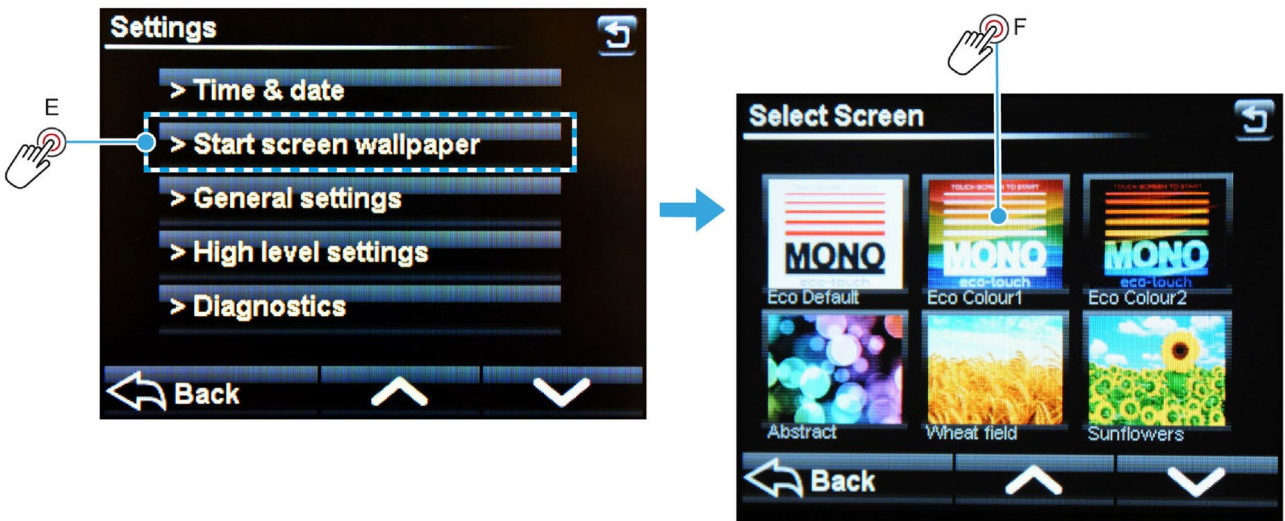 Settings
E
> Time & date
> Start screen wallpaper
> General settings
> High level settings
> Diagnostics
Back
F
Select Screen
MONO
eco-touch
Eco Default
TOUCH SCREEN TO START
MONO
eco-touch
Eco Colour1
TOUCH SCREEN TO START
MONO
eco-touch
Eco Colour2
Abstract
Wheat field
Sunflowers
Back